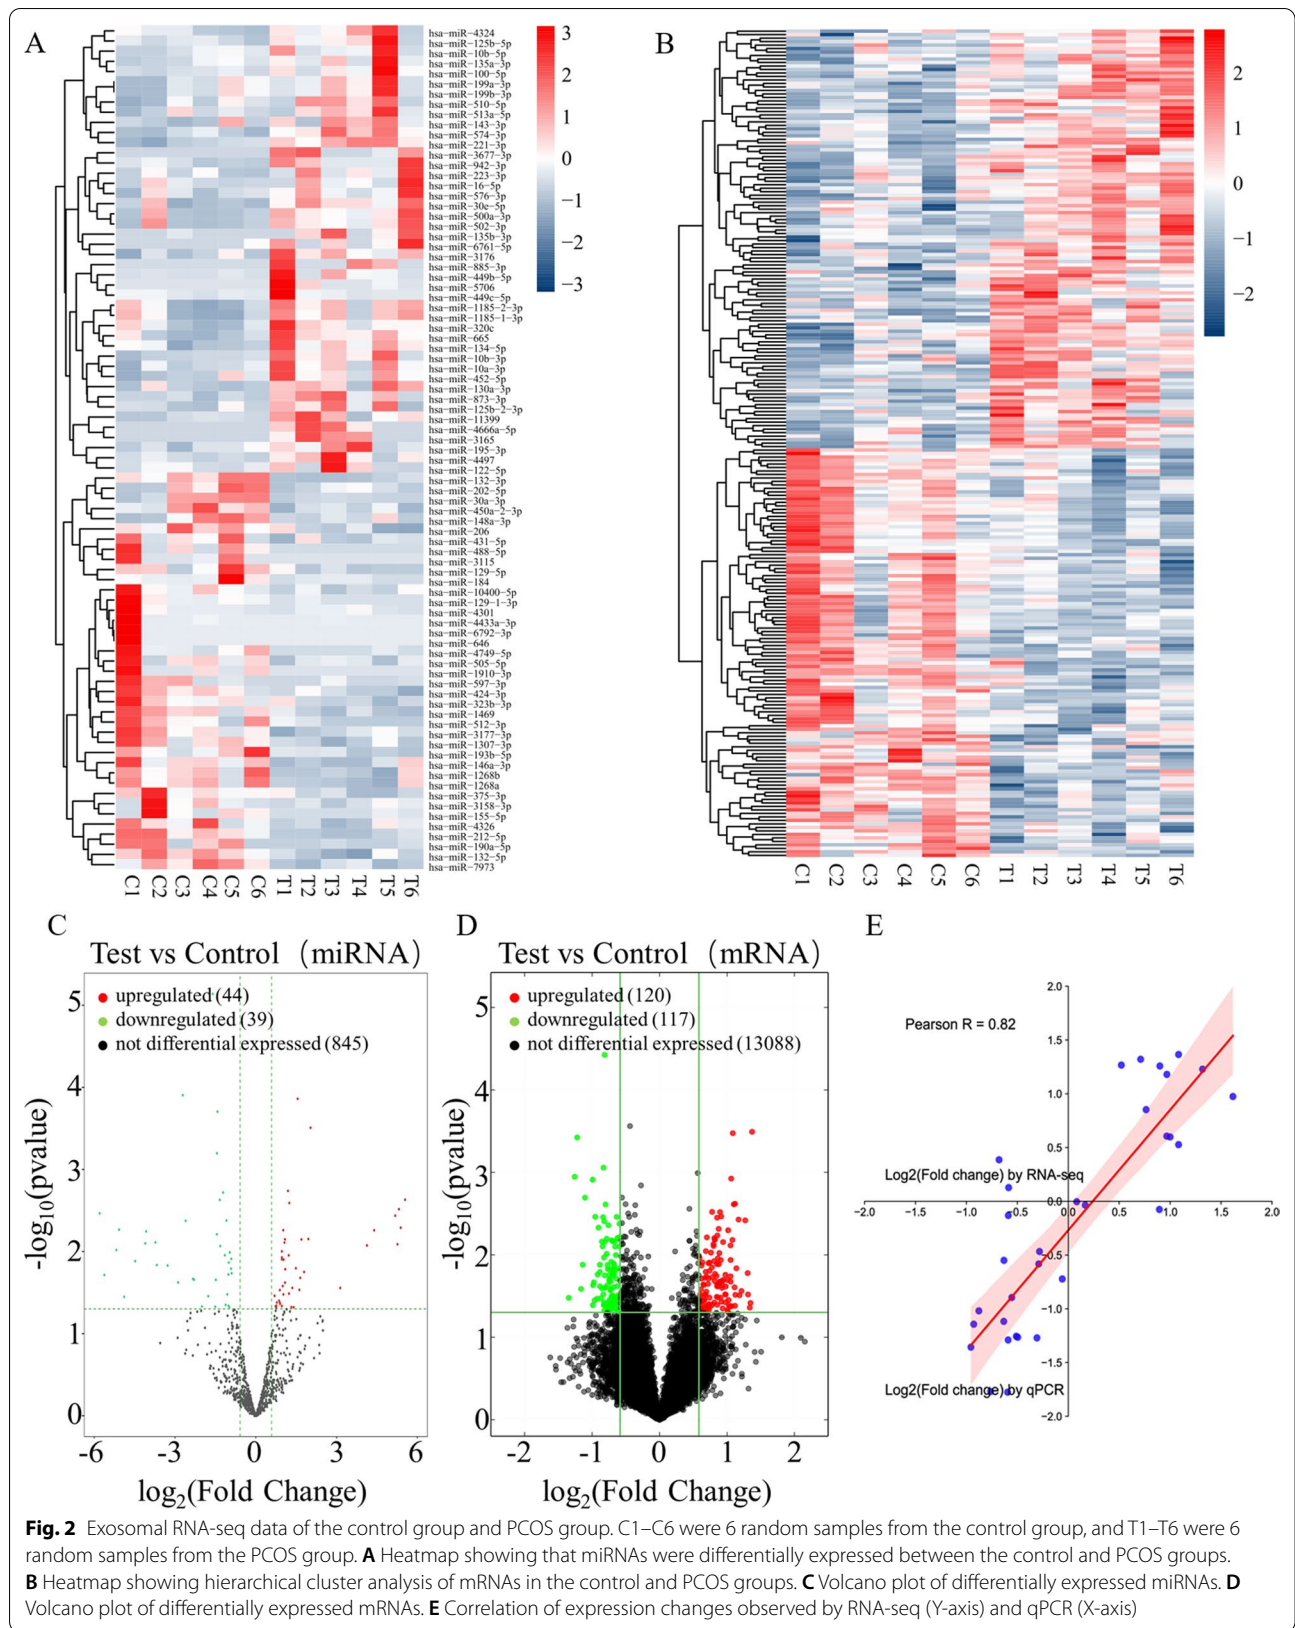 A
hsa-miR-4324
hsa-miR-125b-5p
hsa-miR-10b-5p
hsa-miR-135a-3p
hsa-miR-100-5p
hsa-miR-199a-3p
hsa-miR-199b-3p
hsa-miR-510-5p
hsa-miR-513a-5p
hsa-miR-143-3p
hsa-miR-574-3p
hsa-miR-221-3p
hsa-miR-3677-3p
hsa-miR-942-3p
hsa-miR-223-3p
hsa-miR-16-5p
hsa-miR-576-3p
hsa-miR-30e-5p
hsa-miR-500a-3p
hsa-miR-502-3p
hsa-miR-135b-3p
hsa-miR-6761-5p
hsa-miR-3176
hsa-miR-885-3p
hsa-miR-449b-5p
hsa-miR-5706
hsa-miR-449c-5p
hsa-miR-1185-2-3p
hsa-miR-1185-1-3p
hsa-miR-320c
hsa-miR-665
hsa-miR-134-5p
hsa-miR-10b-3p
hsa-miR-10a-3p
hsa-miR-452-5p
hsa-miR-130a-3p
hsa-miR-873-3p
hsa-miR-125b-2-3p
hsa-miR-11399
hsa-miR-4666a-5p
hsa-miR-3165
hsa-miR-195-3p
hsa-miR-4497
hsa-miR-122-5p
hsa-miR-132-3p
hsa-miR-202-5p
hsa-miR-30a-3p
hsa-miR-450a-2-3p
hsa-miR-148a-3p
hsa-miR-206
hsa-miR-431-5p
hsa-miR-488-5p
hsa-miR-3115
hsa-miR-129-5p
hsa-miR-184
hsa-miR-10400-5p
hsa-miR-129-1-3p
hsa-miR-4301
hsa-miR-4433a-3p
hsa-miR-6792-3p
hsa-miR-646
hsa-miR-4749-5p
hsa-miR-505-5p
hsa-miR-1910-3p
hsa-miR-597-3p
hsa-miR-424-3p
hsa-miR-323b-3p
hsa-miR-1469
hsa-miR-512-3p
hsa-miR-3177-3p
hsa-miR-1307-3p
hsa-miR-193b-5p
hsa-miR-146a-3p
hsa-miR-1268b
hsa-miR-1268a
hsa-miR-375-3p
hsa-miR-3158-3p
hsa-miR-155-5p
hsa-miR-4326
hsa-miR-212-5p
hsa-miR-190a-5p
hsa-miR-132-5p
hsa-miR-7973
3
2
1
0
−1
−2
−3
C1 C2 C3 C4 C5 C6 T1 T2 T3 T4 T5 T6
B
2
1
0
−1
−2
C1 C2 C3 C4 C5 C6 T1 T2 T3 T4 T5 T6
C
Test vs Control （miRNA）
upregulated (44)
downregulated (39)
not differential expressed (845)
5
4
3
2
1
0
-log10(pvalue)
-6 -3 0 3 6
log2(Fold Change)
D
Test vs Control （mRNA）
upregulated (120)
downregulated (117)
not differential expressed (13088)
5
4
3
2
1
0
-log10(pvalue)
-2 -1 0 1 2
log2(Fold Change)
E
Pearson R = 0.82
2.0
1.5
1.0
0.5
0.0
−0.5
−1.0
−1.5
−2.0
Log2(Fold change) by RNA-seq
−2.0 −1.5 −1.0 −0.5 0.0 0.5 1.0 1.5 2.0
Log2(Fold change) by qPCR
Fig. 2 Exosomal RNA-seq data of the control group and PCOS group. C1–C6 were 6 random samples from the control group, and T1–T6 were 6
random samples from the PCOS group. A Heatmap showing that miRNAs were differentially expressed between the control and PCOS groups.
B Heatmap showing hierarchical cluster analysis of mRNAs in the control and PCOS groups. C Volcano plot of differentially expressed miRNAs. D
Volcano plot of differentially expressed mRNAs. E Correlation of expression changes observed by RNA-seq (Y-axis) and qPCR (X-axis)